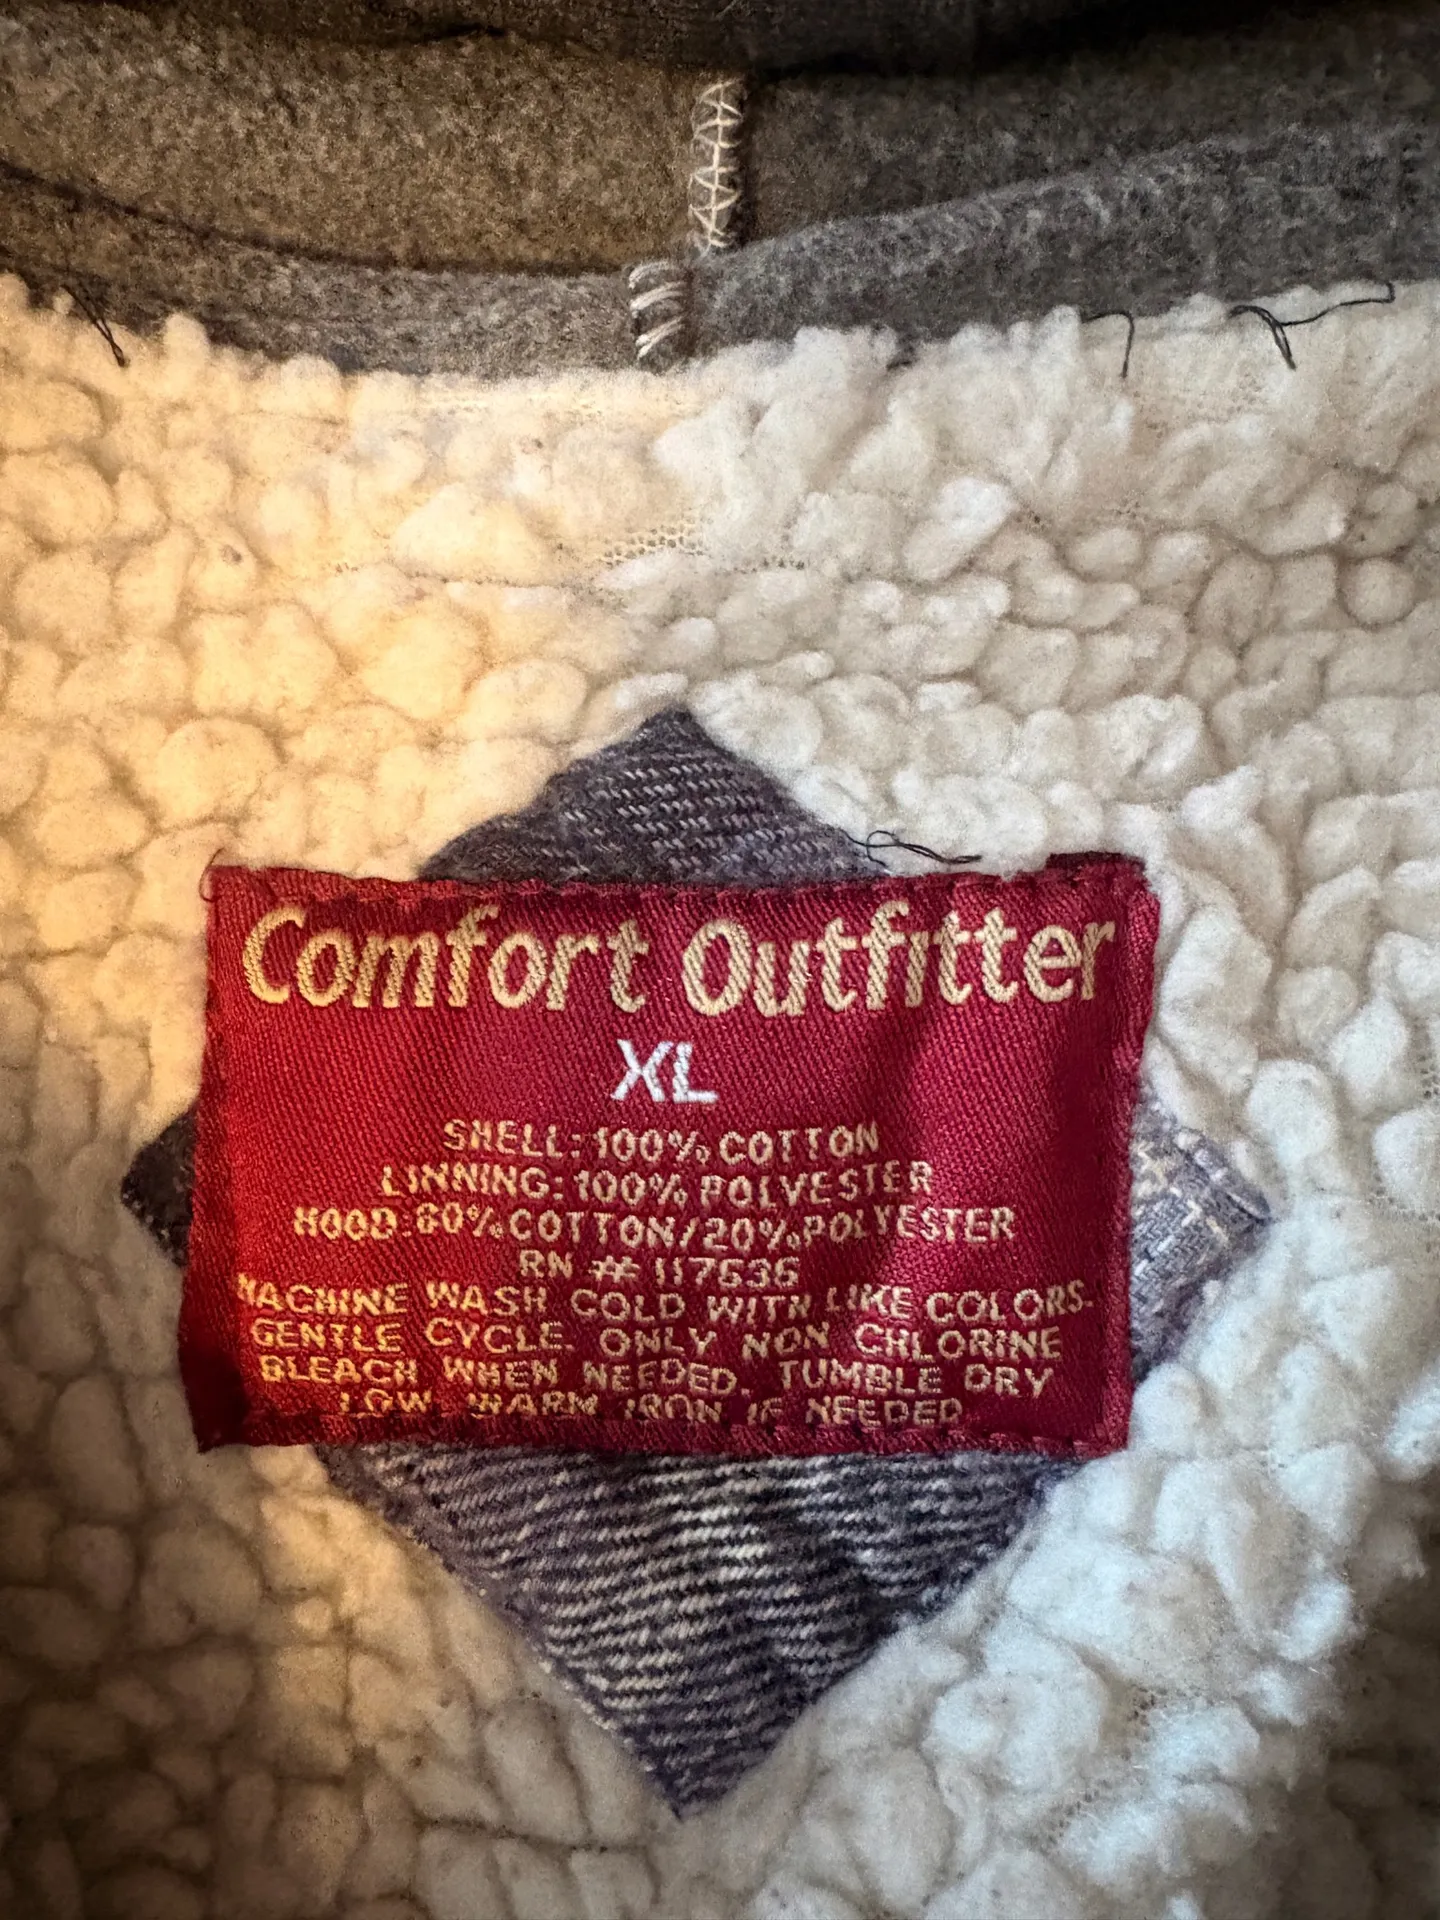 Comfort Outfitter
XL
SHELL: 100% COTTON
LINNING: 100% POLYESTER
HOOD: 80% COTTON/20% POLYESTER
RN # 117636
MACHINE WASH COLD WITH LIKE COLORS.
GENTLE CYCLE. ONLY NON CHLORINE
BLEACH WHEN NEEDED. TUMBLE DRY
LOW. WARM IRON IF NEEDED